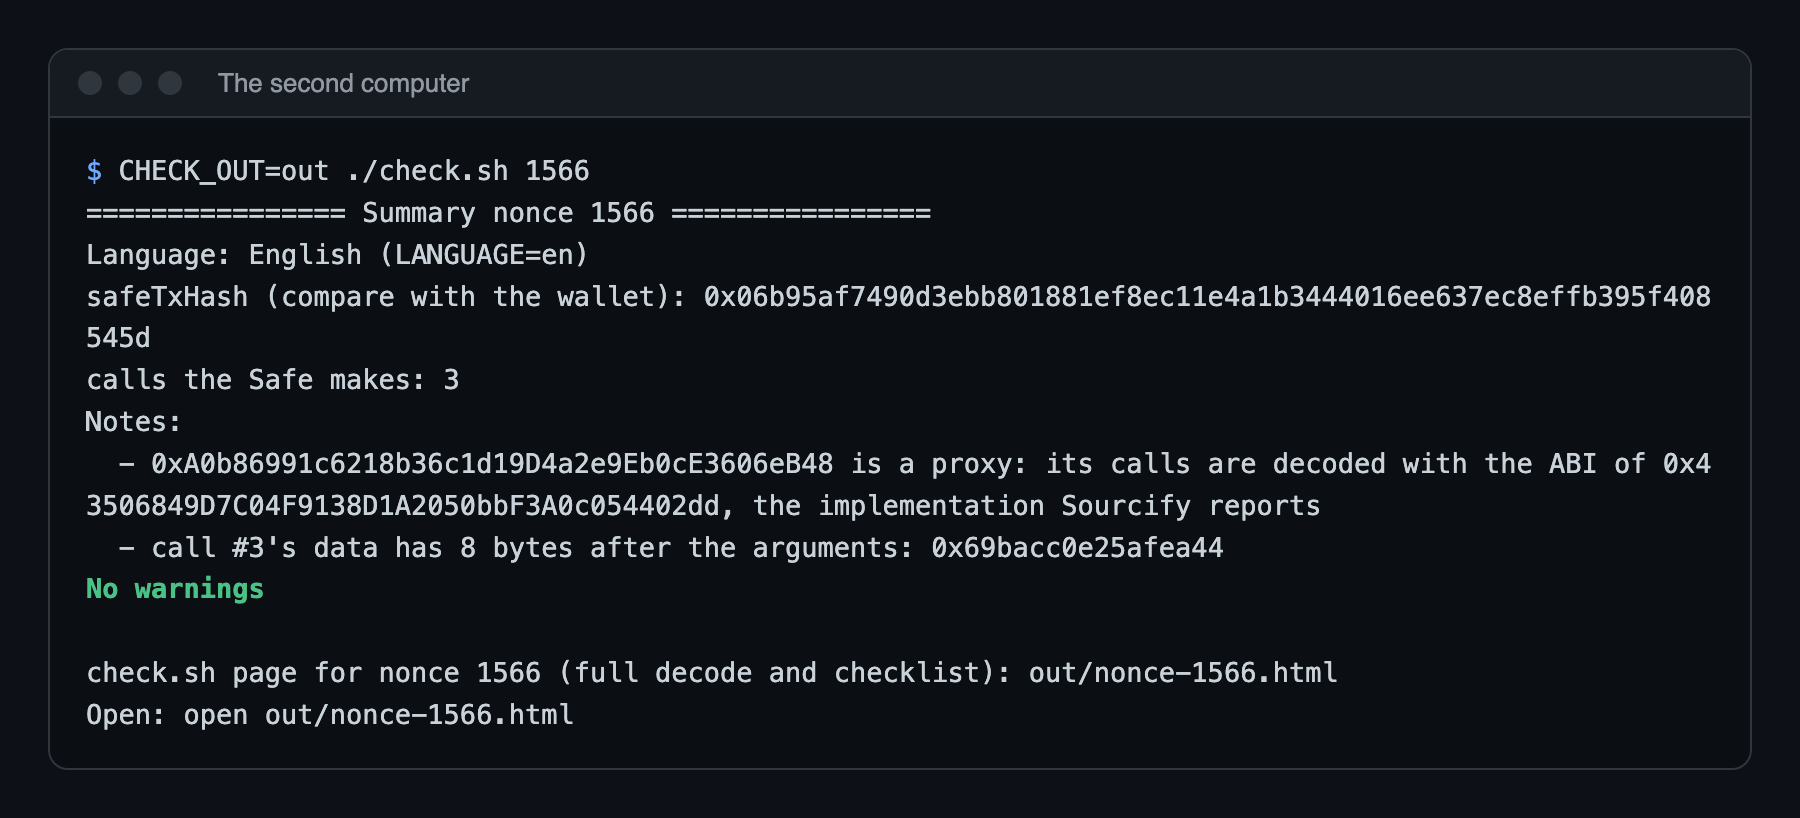 The second computer
$ CHECK_OUT=out ./check.sh 1566
================ Summary nonce 1566 ================
Language: English (LANGUAGE=en)
safeTxHash (compare with the wallet): 0x06b95af7490d3ebb801881ef8ec11e4a1b3444016ee637ec8effb395f408
545d
calls the Safe makes: 3
Notes:
  – 0xA0b86991c6218b36c1d19D4a2e9Eb0cE3606eB48 is a proxy: its calls are decoded with the ABI of 0x4
3506849D7C04F9138D1A2050bbF3A0c054402dd, the implementation Sourcify reports
  – call #3's data has 8 bytes after the arguments: 0x69bacc0e25afea44
No warnings
check.sh page for nonce 1566 (full decode and checklist): out/nonce-1566.html
Open: open out/nonce-1566.html